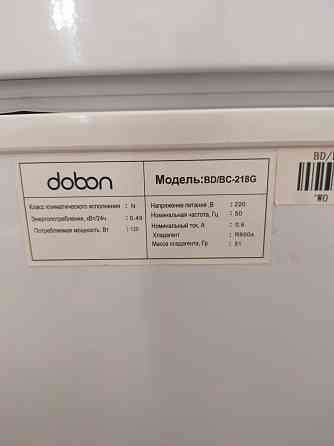 dobon
Модель:BD/BC-218G
Класс климатического исполнения : N
Энергопотребление, кВт/24ч : 0.49
Потребляемая мощность, Вт : 120
Напряжение питания ,В : 220
Номинальная частота, Гц : 50
Номинальный ток, А : 0.6
Хладагент : R600a
Масса хладагента, Гр : 51
BD/